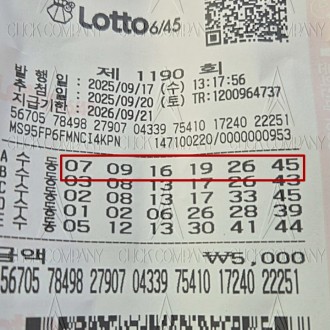 Lotto 6/45
제 1190 회
발 행 일 : 2025/09/17 (수) 13:17:56
추 첨 일 : 2025/09/20 (토) TR:1200964737
지급기한 : 2026/09/21
56705 78498 27907 04339 75410 17240 22251
MS95FP6FMNCI4KPN 147100220/0000000953
A 수 동 07 09 16 19 26 45
B 수 동 03 08 13 17 26 43
C 수 동 02 08 13 17 33 45
D 수 동 01 02 06 26 28 39
E 수 동 05 12 13 30 41 44
금액 ₩5,000
56705 78498 27907 04339 75410 17240 22251